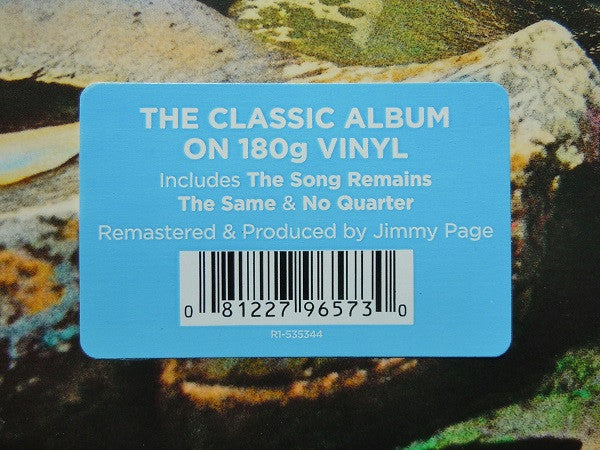 THE CLASSIC ALBUM
ON 180g VINYL
Includes The Song Remains
The Same & No Quarter
Remastered & Produced by Jimmy Page
0 81227 96573 0
R1-535344